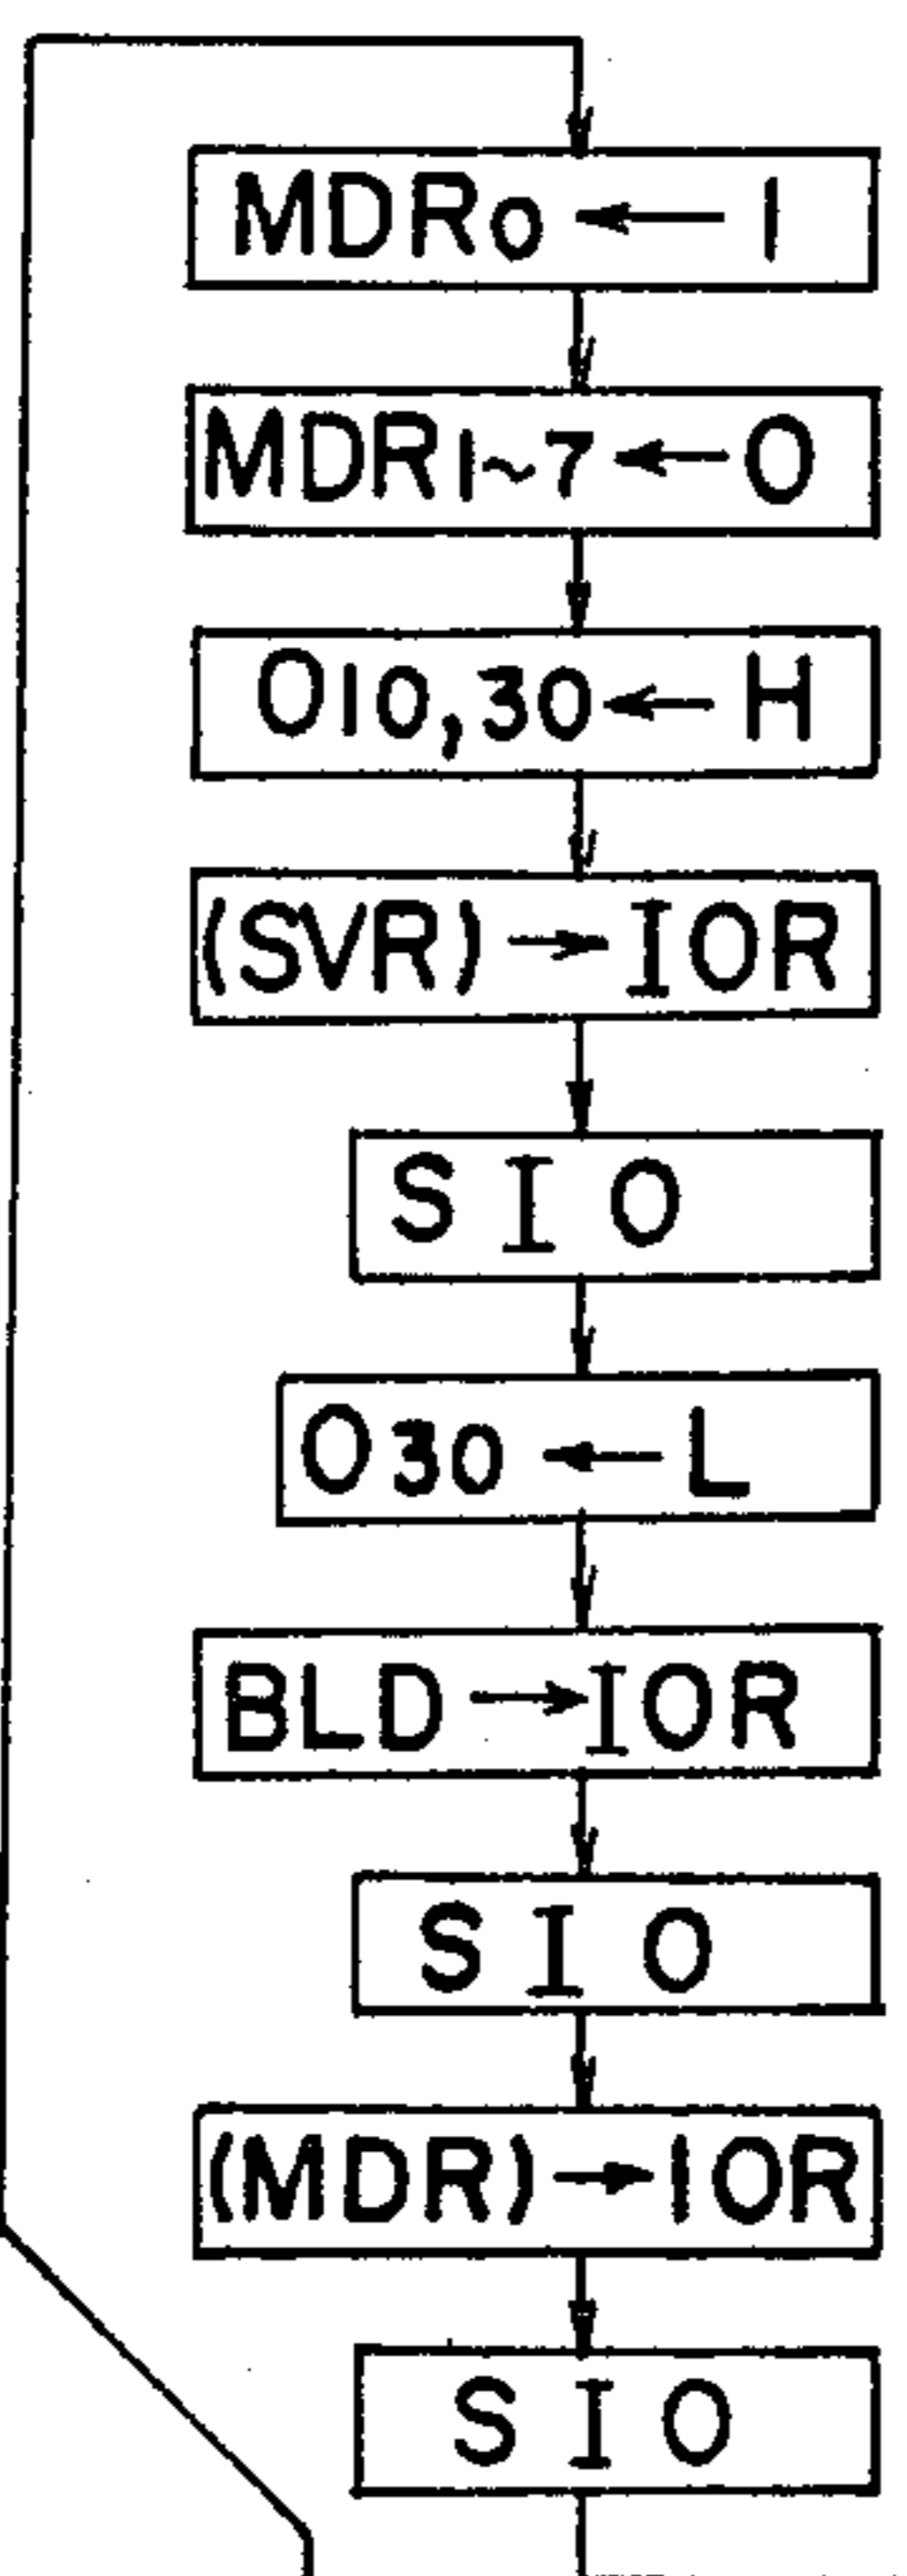 MDR0 ← 1
MDR1~7 ← 0
O10,30 ← H
(SVR) → IOR
SIO
O30 ← L
BLD → IOR
SIO
(MDR) → IOR
SIO